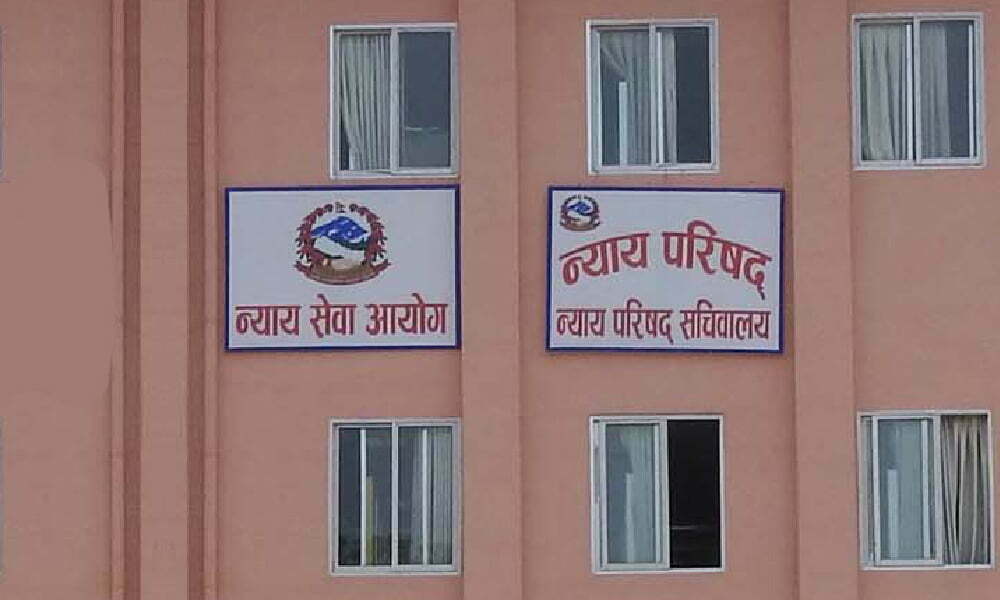 न्याय सेवा आयोग
न्याय परिषद्
न्याय परिषद् सचिवालय